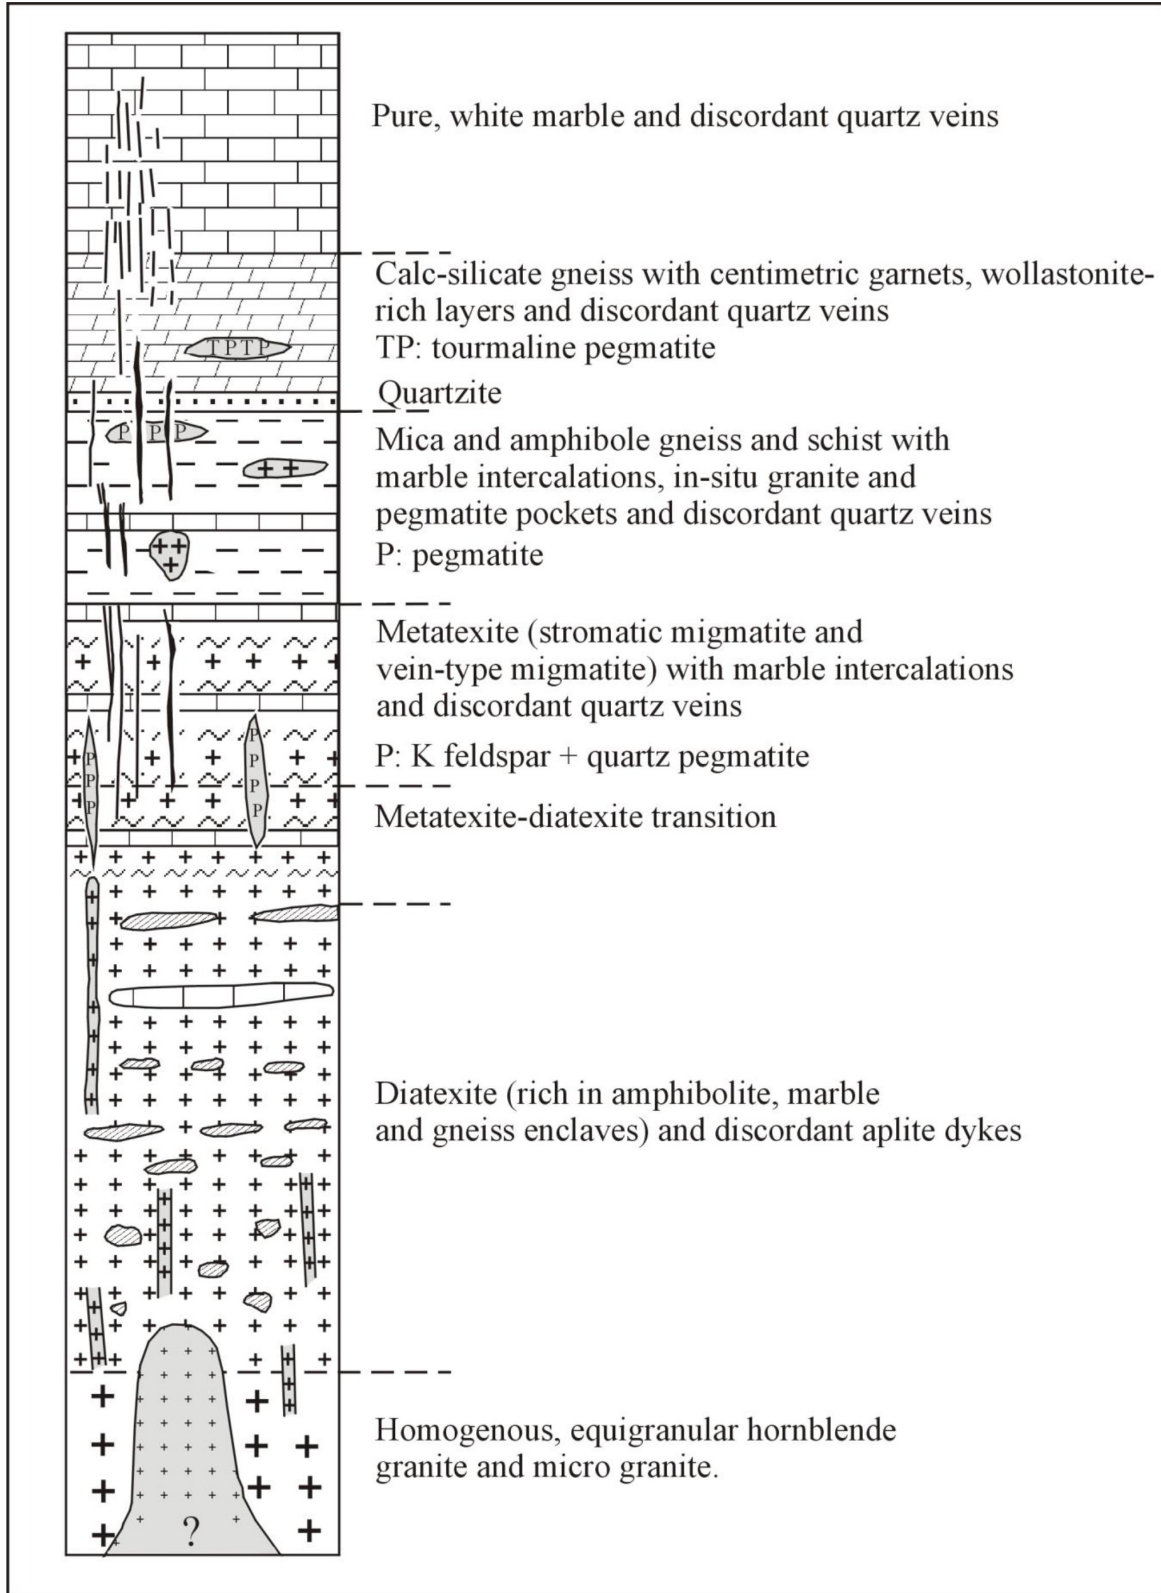 Pure, white marble and discordant quartz veins
Calc-silicate gneiss with centimetric garnets, wollastonite-
rich layers and discordant quartz veins
TPTP
TP: tourmaline pegmatite
Quartzite
P P P
Mica and amphibole gneiss and schist with
marble intercalations, in-situ granite and
pegmatite pockets and discordant quartz veins
P: pegmatite
Metatexite (stromatic migmatite and
vein-type migmatite) with marble intercalations
and discordant quartz veins
P
P
P
P
P
P
P
P: K feldspar + quartz pegmatite
Metatexite-diatexite transition
Diatexite (rich in amphibolite, marble
and gneiss enclaves) and discordant aplite dykes
Homogenous, equigranular hornblende
granite and micro granite.
?